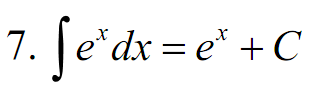 7. ∫eˣdx = eˣ + C